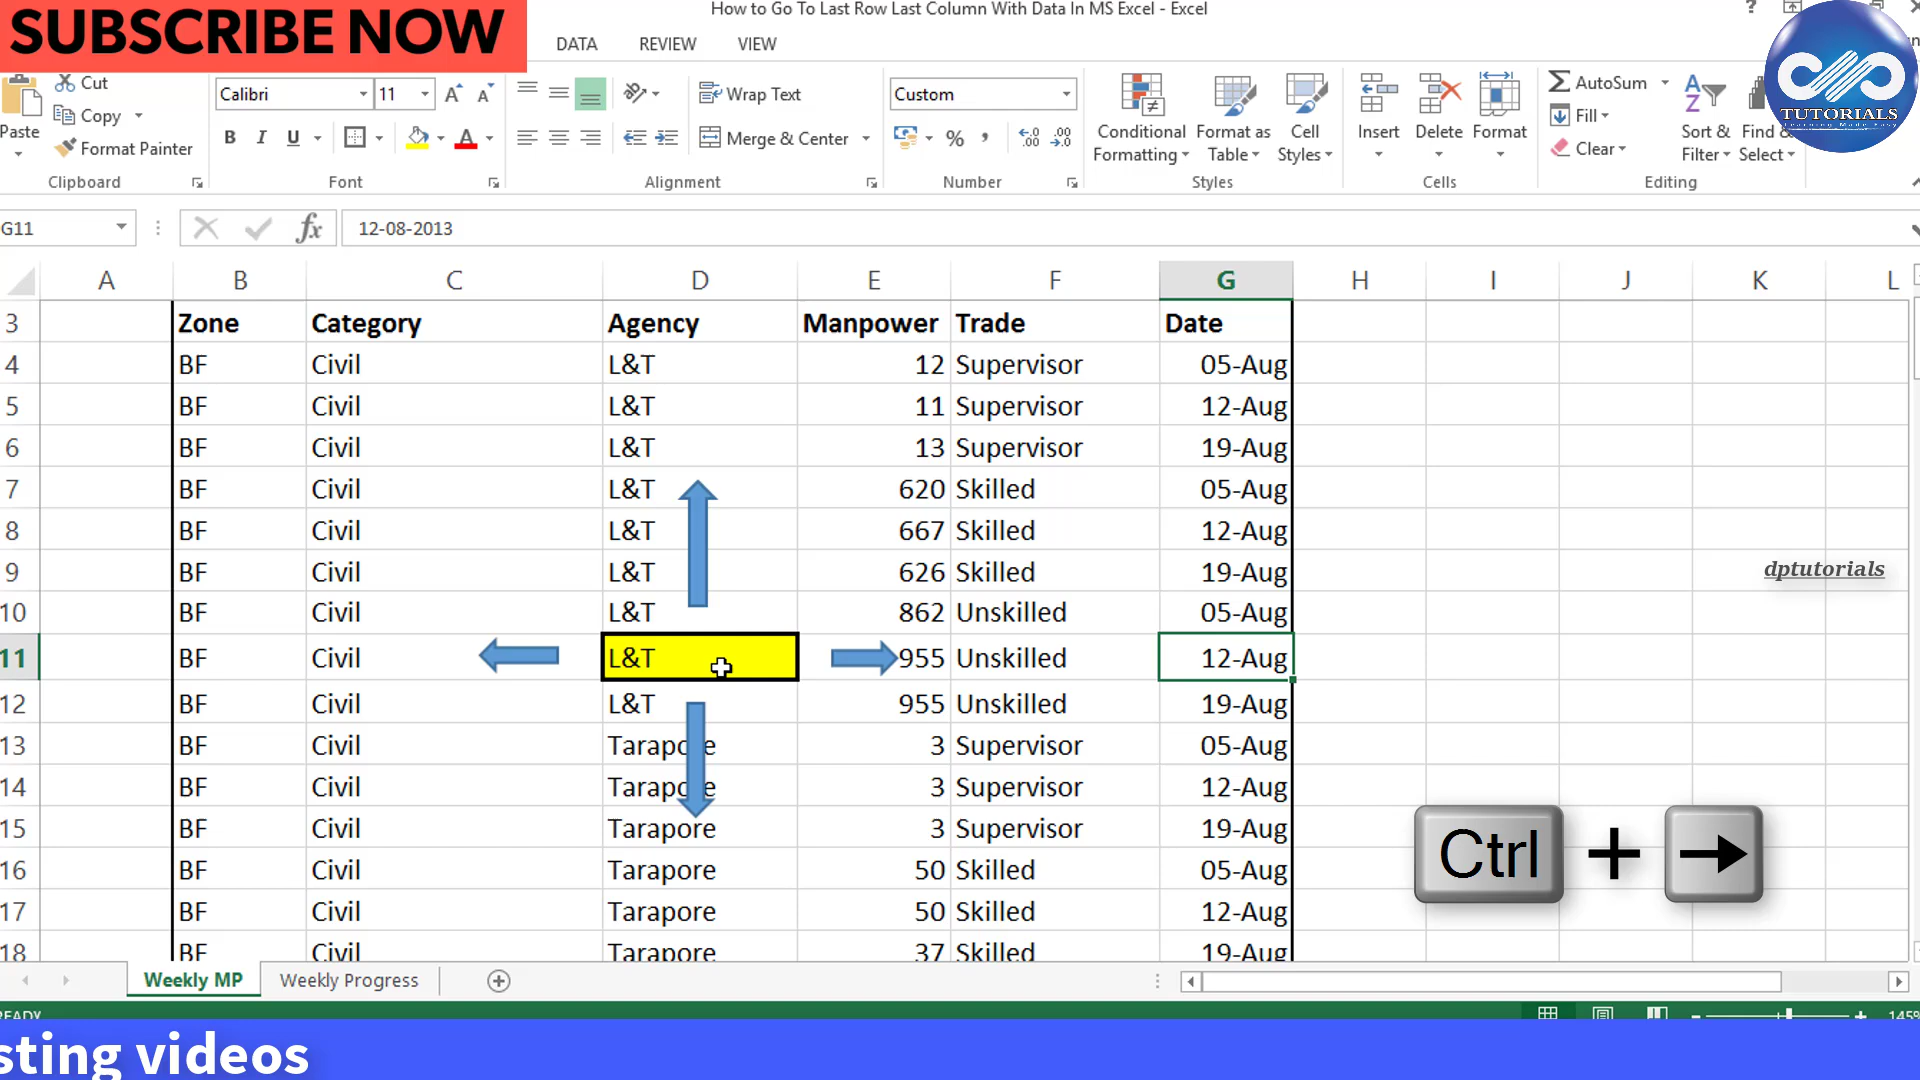 SUBSCRIBE NOW
How to Go To Last Row Last Column With Data In MS Excel - Excel
?
DATA REVIEW VIEW
Cut
Copy
Format Painter
Paste
Clipboard
Calibri 11 A A
B I U A
Font
Wrap Text
Merge & Center
Alignment
Custom
% ,
Number
Conditional Formatting
Format as Table
Cell Styles
Styles
Insert Delete Format
Cells
AutoSum
Fill
Clear
Sort & Filter
Find & Select
Editing
TUTORIALS
Learning Made Easy
G11 fx 12-08-2013
A B C D E F G H I J K L
3 Zone Category Agency Manpower Trade Date
4 BF Civil L&T 12 Supervisor 05-Aug
5 BF Civil L&T 11 Supervisor 12-Aug
6 BF Civil L&T 13 Supervisor 19-Aug
7 BF Civil L&T 620 Skilled 05-Aug
8 BF Civil L&T 667 Skilled 12-Aug
9 BF Civil L&T 626 Skilled 19-Aug
dptutorials
10 BF Civil L&T 862 Unskilled 05-Aug
11 BF Civil L&T 955 Unskilled 12-Aug
12 BF Civil L&T 955 Unskilled 19-Aug
13 BF Civil Tarapore 3 Supervisor 05-Aug
14 BF Civil Tarapore 3 Supervisor 12-Aug
15 BF Civil Tarapore 3 Supervisor 19-Aug
16 BF Civil Tarapore 50 Skilled 05-Aug
17 BF Civil Tarapore 50 Skilled 12-Aug
18 BF Civil Tarapore 37 Skilled 19-Aug
Ctrl + →
Weekly MP Weekly Progress
READY 145%
sting videos